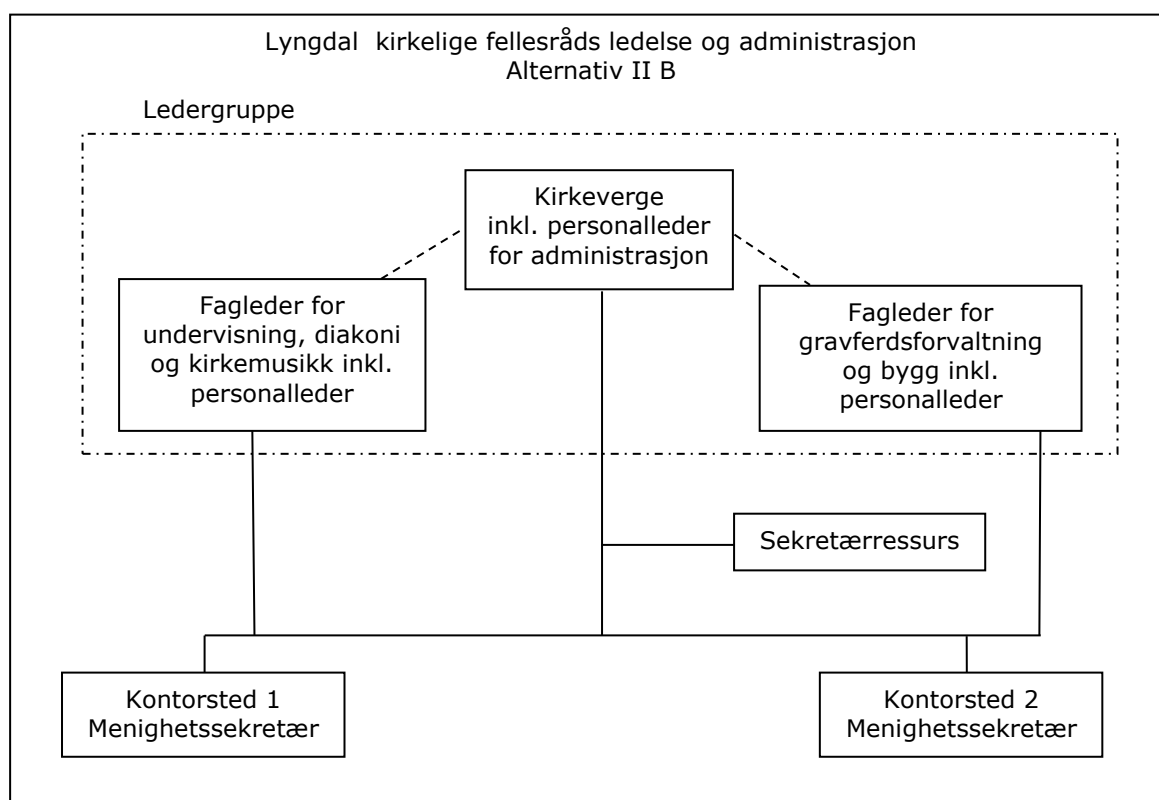 Lyngdal kirkelige fellesråds ledelse og administrasjon
Alternativ II B
Ledergruppe
Kirkeverge
inkl. personalleder
for administrasjon
Fagleder for
undervisning, diakoni
og kirkemusikk inkl.
personalleder
Fagleder for
gravferdsforvaltning
og bygg inkl.
personalleder
Sekretærressurs
Kontorsted 1
Menighetssekretær
Kontorsted 2
Menighetssekretær